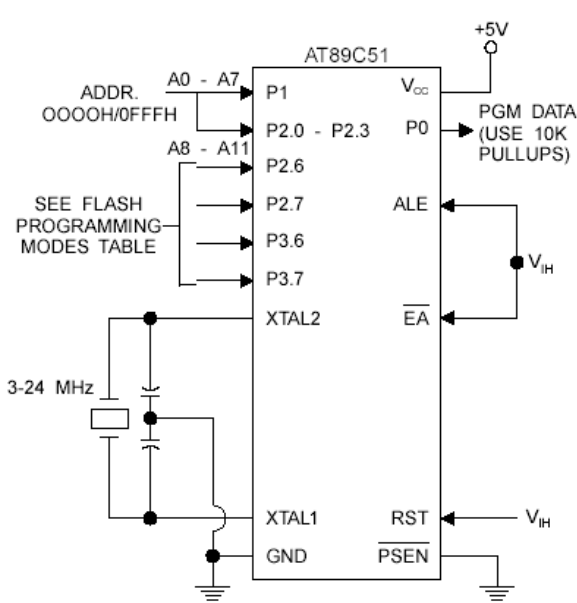 +5V
AT89C51
A0 - A7
ADDR.
OOOOH/0FFFH
P1
VCC
P2.0 - P2.3
P0
PGM DATA
(USE 10K
PULLUPS)
A8 - A11
P2.6
SEE FLASH
PROGRAMMING
MODES TABLE
P2.7
ALE
P3.6
P3.7
VIH
XTAL2
EA
3-24 MHz
XTAL1
RST
VIH
GND
PSEN